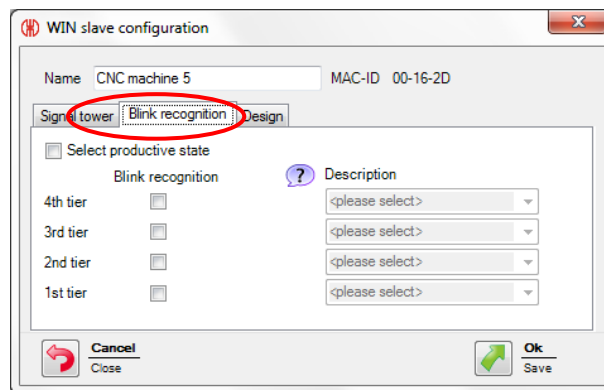 WIN slave configuration
Name CNC machine 5 MAC-ID 00-16-2D
Signal tower Blink recognition Design
Select productive state
Blink recognition ? Description
4th tier <please select>
3rd tier <please select>
2nd tier <please select>
1st tier <please select>
Cancel Ok
Close Save